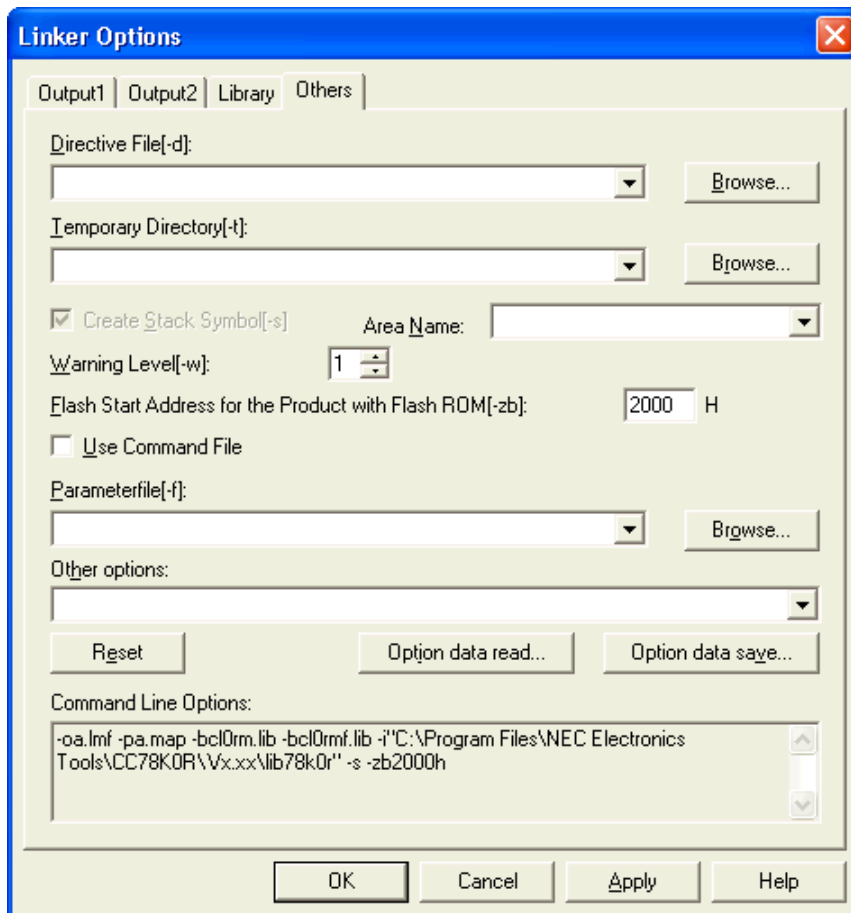 Linker Options
Output1 Output2 Library Others
Directive File[-d]:
Browse...
Temporary Directory[-t]:
Browse...
Create Stack Symbol[-s] Area Name:
Warning Level[-w]: 1
Flash Start Address for the Product with Flash ROM[-zb]: 2000 H
Use Command File
Parameterfile[-f]:
Browse...
Other options:
Reset Option data read... Option data save...
Command Line Options:
-oa.lmf -pa.map -bcl0rm.lib -bcl0rmf.lib -i"C:\Program Files\NEC Electronics
Tools\CC78K0R\Vx.xx\lib78k0r" -s -zb2000h
OK Cancel Apply Help